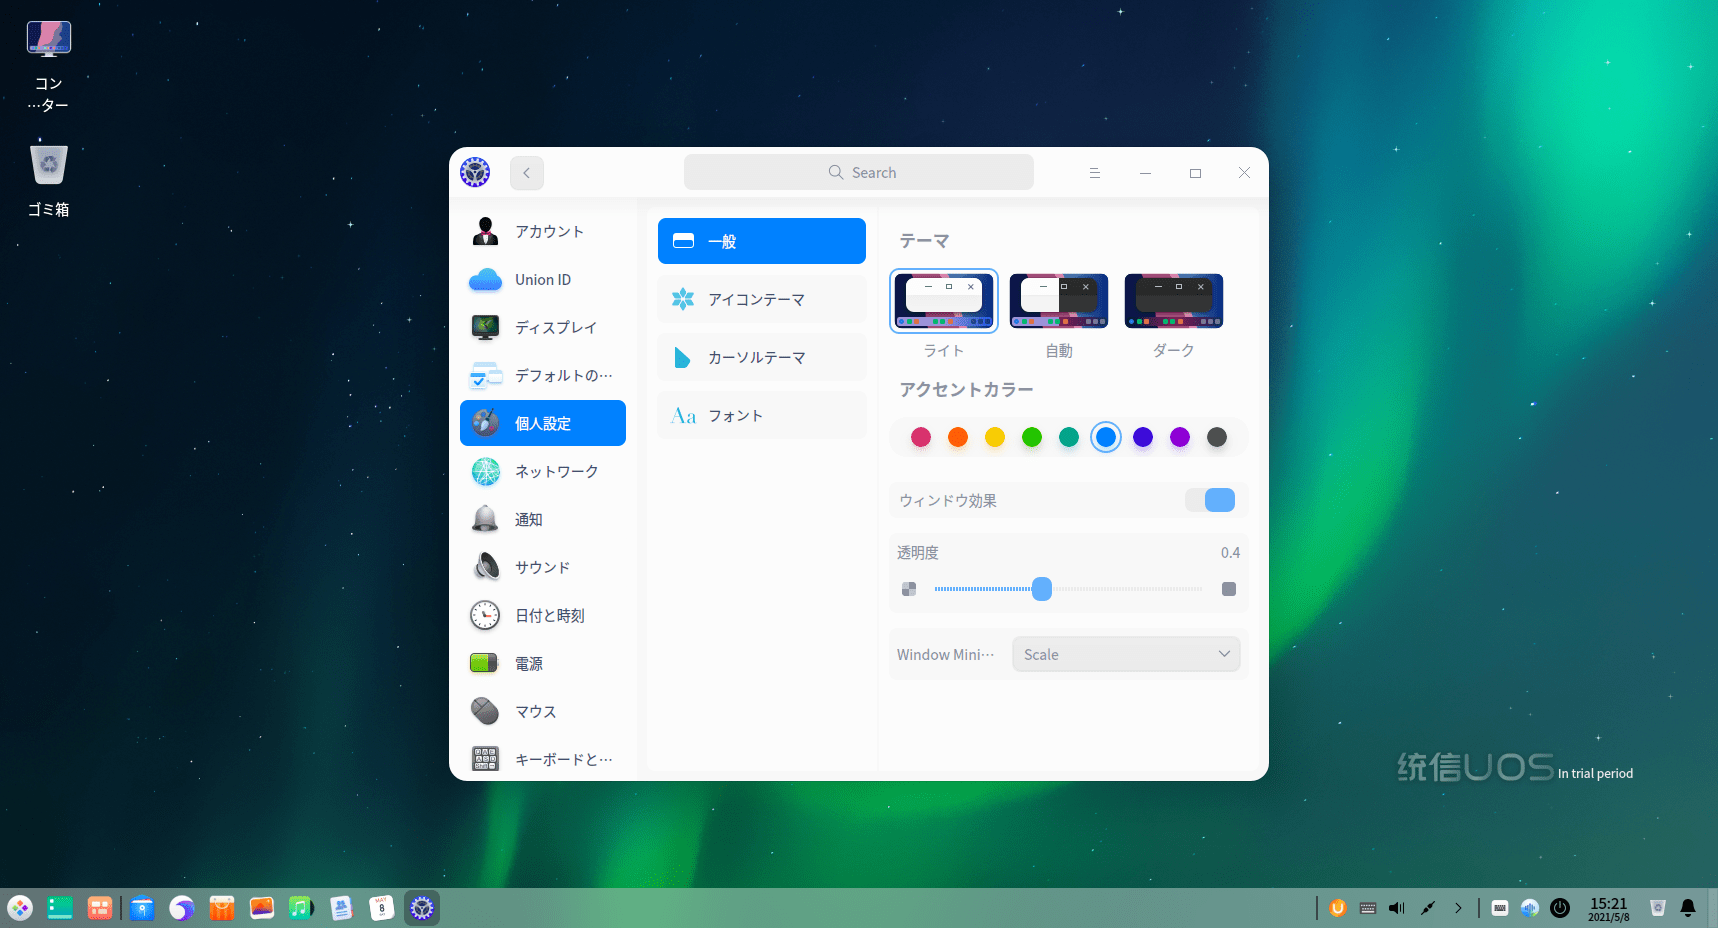 コン
…ター
ゴミ箱
Search
アカウント
Union ID
ディスプレイ
デフォルトの…
個人設定
ネットワーク
通知
サウンド
日付と時刻
電源
マウス
キーボードと…
一般
アイコンテーマ
カーソルテーマ
Aa フォント
テーマ
ライト 自動 ダーク
アクセントカラー
ウィンドウ効果
透明度 0.4
Window Mini… Scale
统信UOS In trial period
MAY
8
15:21
2021/5/8